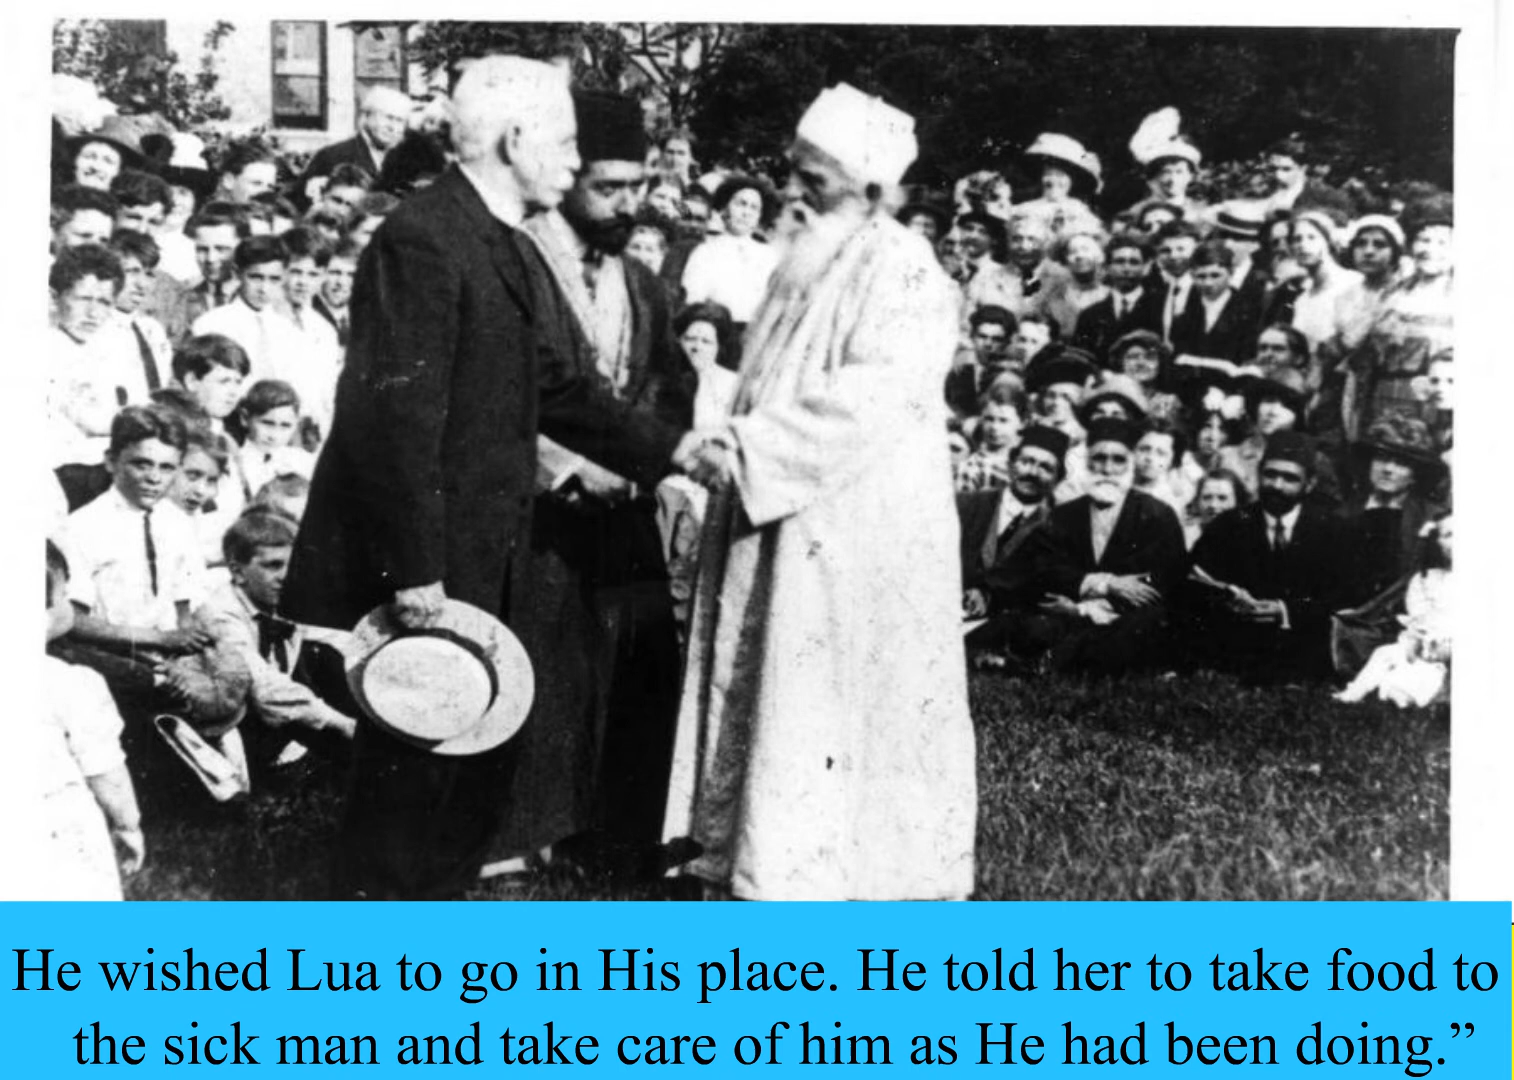 He wished Lua to go in His place. He told her to take food to
the sick man and take care of him as He had been doing.”